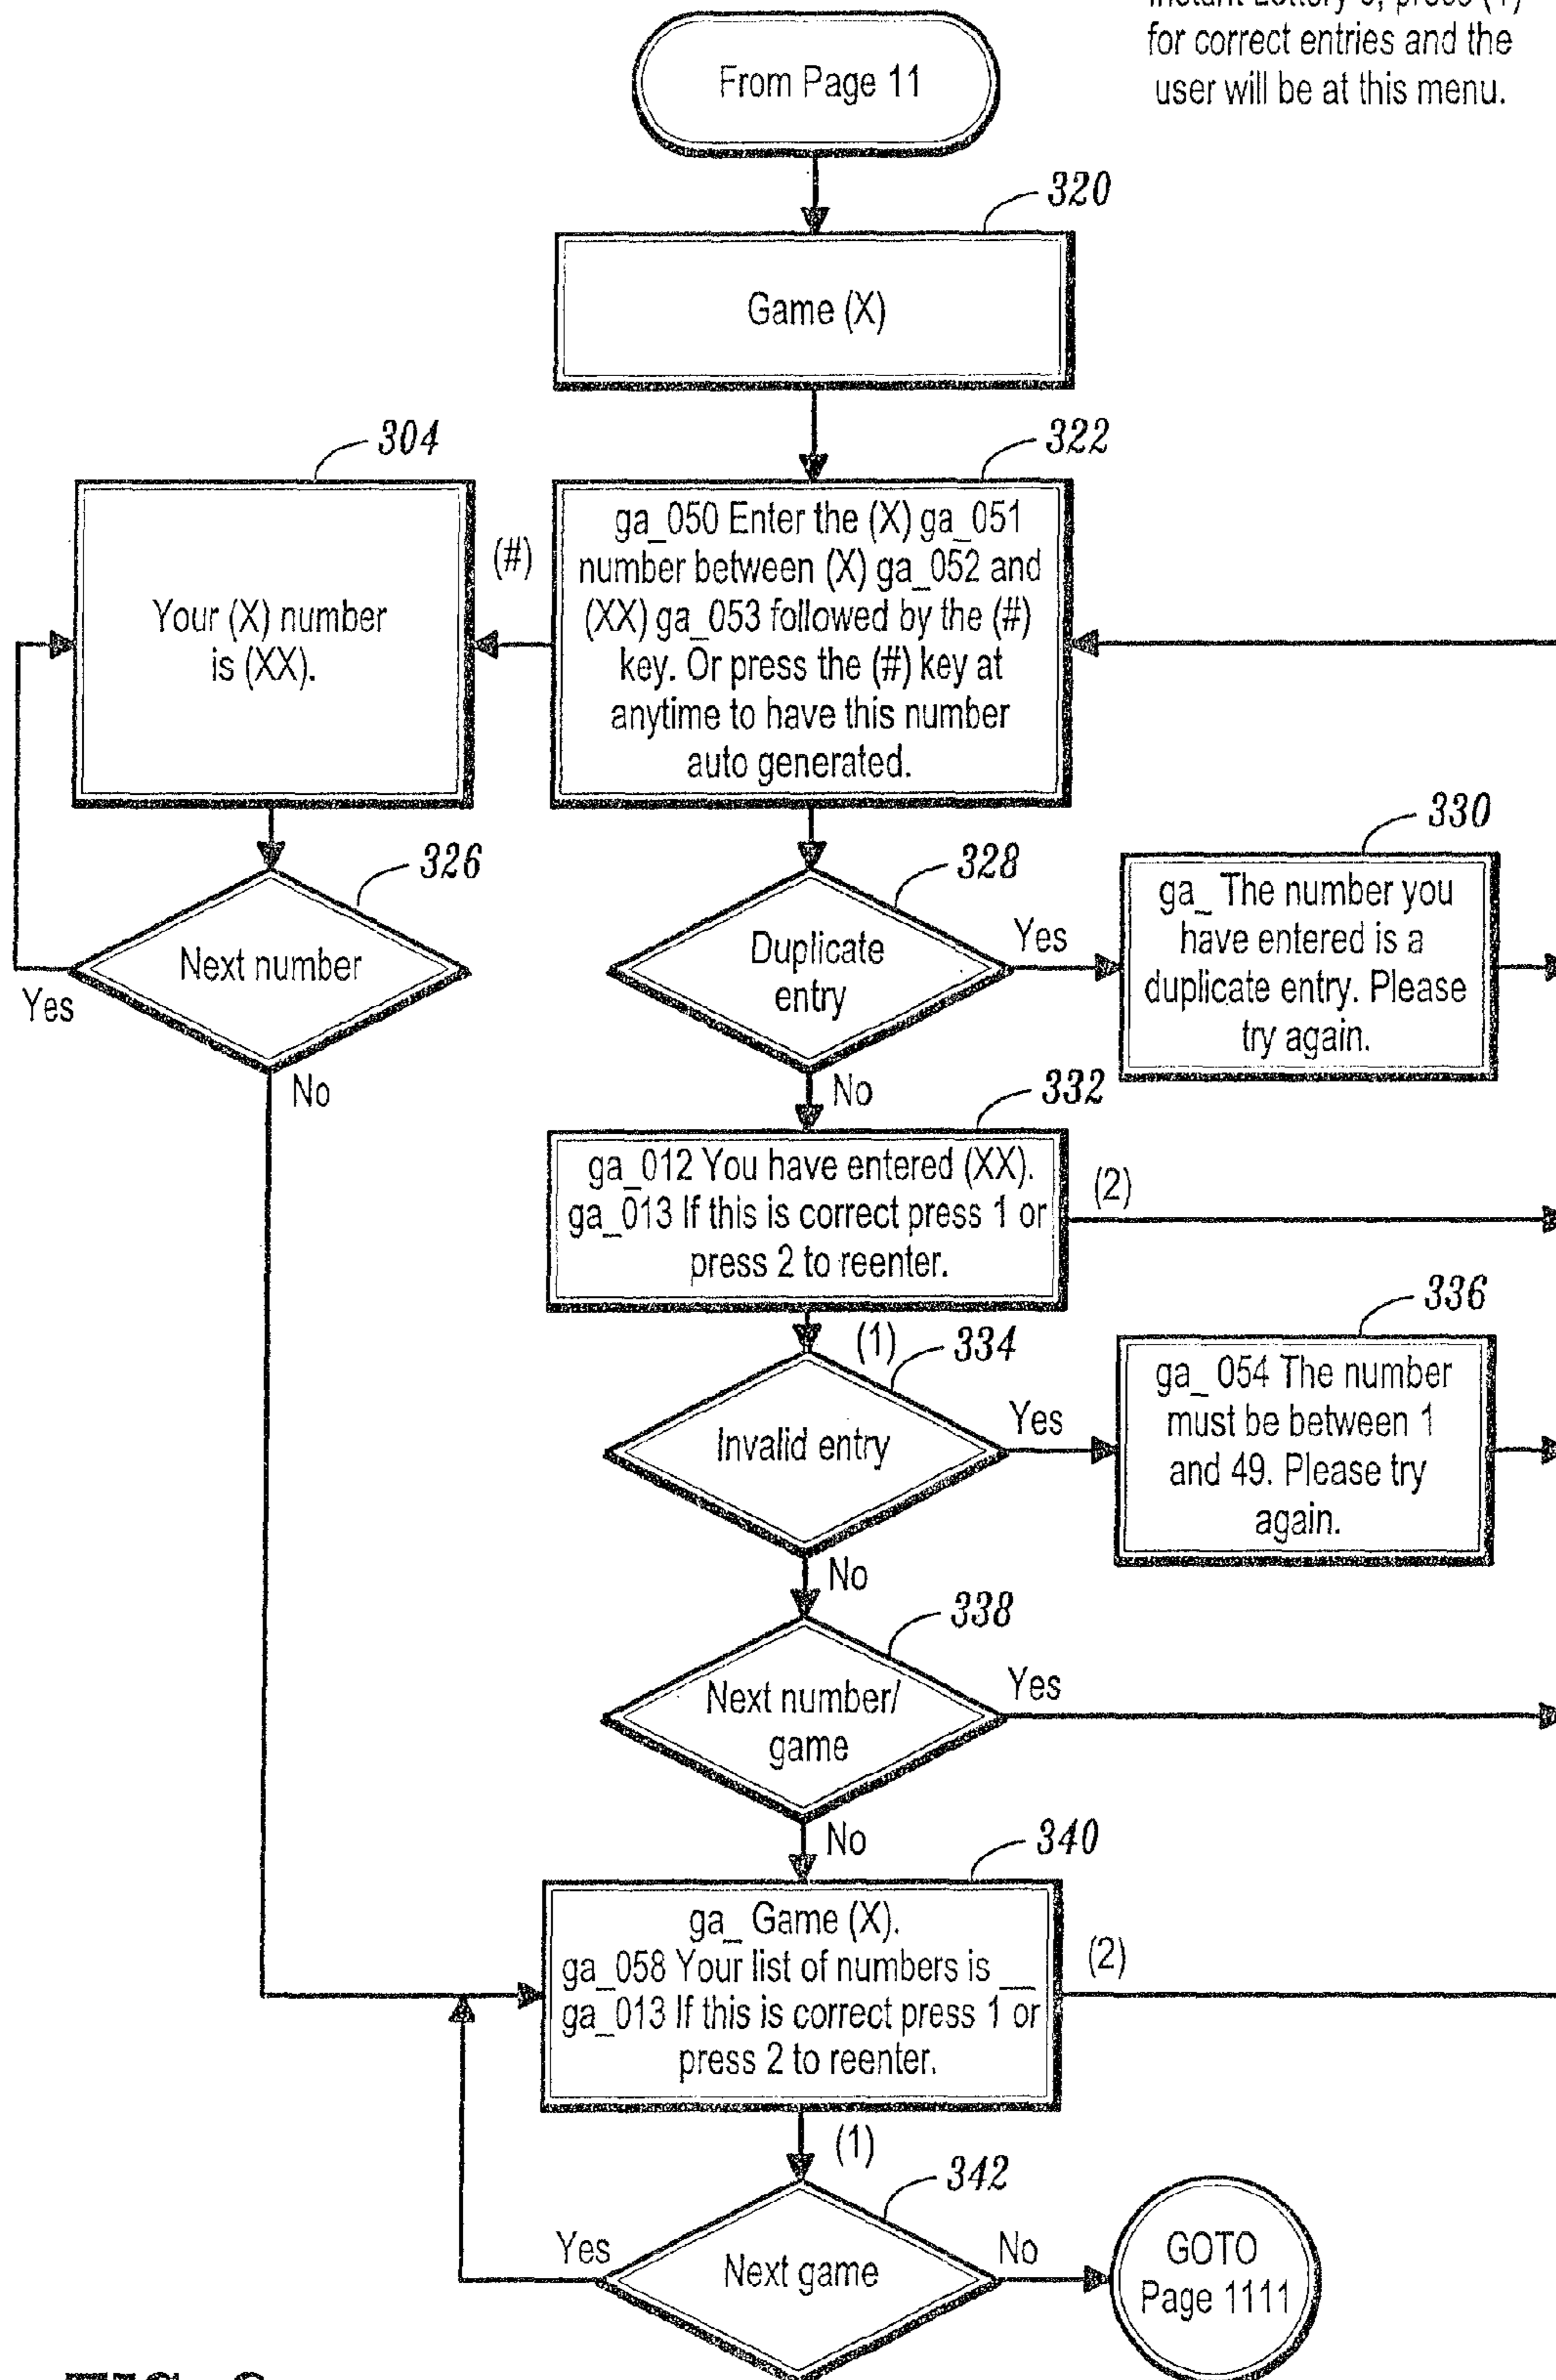 for correct entries and the
user will be at this menu.
From Page 11
320
Game (X)
304
Your (X) number
is (XX).
(#)
322
ga_050 Enter the (X) ga_051
number between (X) ga_052 and
(XX) ga_053 followed by the (#)
key. Or press the (#) key at
anytime to have this number
auto generated.
326
Next number
Yes
No
328
Duplicate
entry
Yes
No
330
ga_ The number you
have entered is a
duplicate entry. Please
try again.
332
ga_012 You have entered (XX).
ga_013 If this is correct press 1 or
press 2 to reenter.
(2)
(1)
334
Invalid entry
Yes
No
336
ga_ 054 The number
must be between 1
and 49. Please try
again.
338
Next number/
game
Yes
No
340
ga_ Game (X).
ga_058 Your list of numbers is __
ga_013 If this is correct press 1 or
press 2 to reenter.
(2)
(1)
342
Next game
Yes
No
GOTO
Page 1111